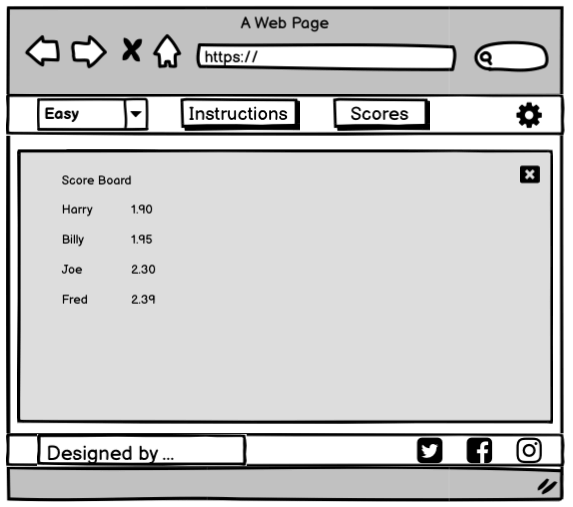 A Web Page
https://
Easy
Instructions
Scores
Score Board
Harry 1.90
Billy 1.95
Joe 2.30
Fred 2.39
Designed by ...